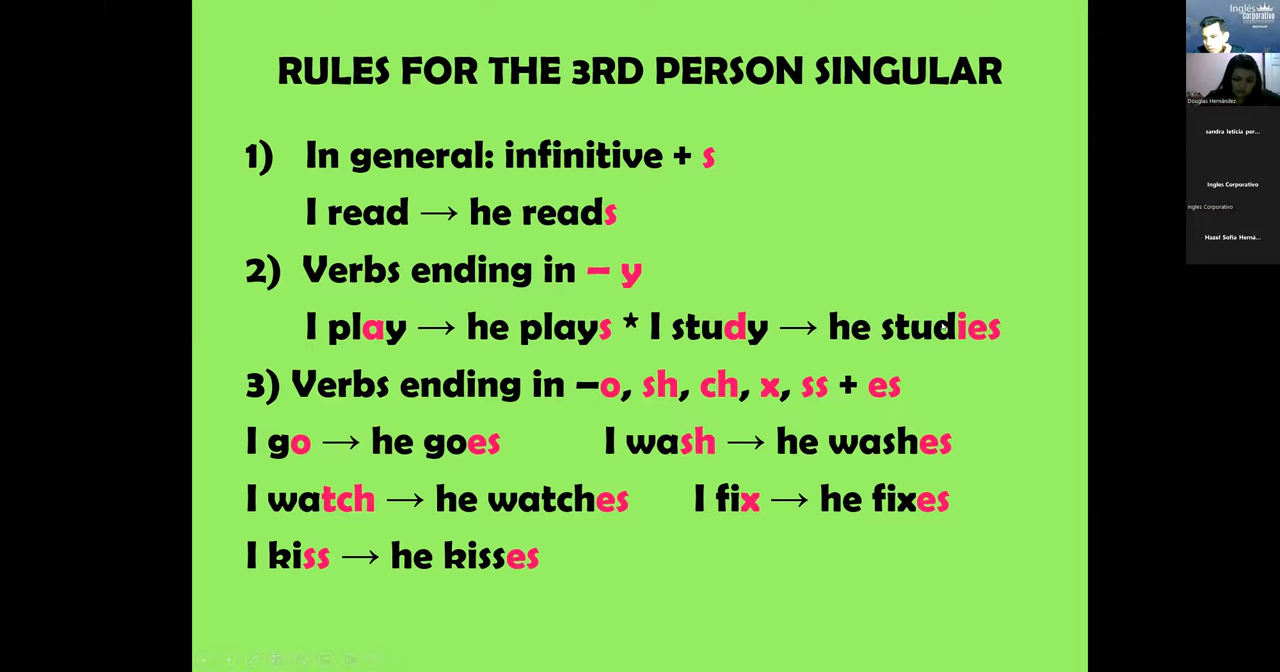 RULES FOR THE 3RD PERSON SINGULAR
1) In general: infinitive + s
I read → he reads
2) Verbs ending in – y
I play → he plays * I study → he studies
3) Verbs ending in –o, sh, ch, x, ss + es
I go → he goes I wash → he washes
I watch → he watches I fix → he fixes
I kiss → he kisses
Inglés
Corporativo
Douglas Hernández
sandra leticia per...
Ingles Corporativo
Ingles Corporativo
Hazel Sofia Herná...